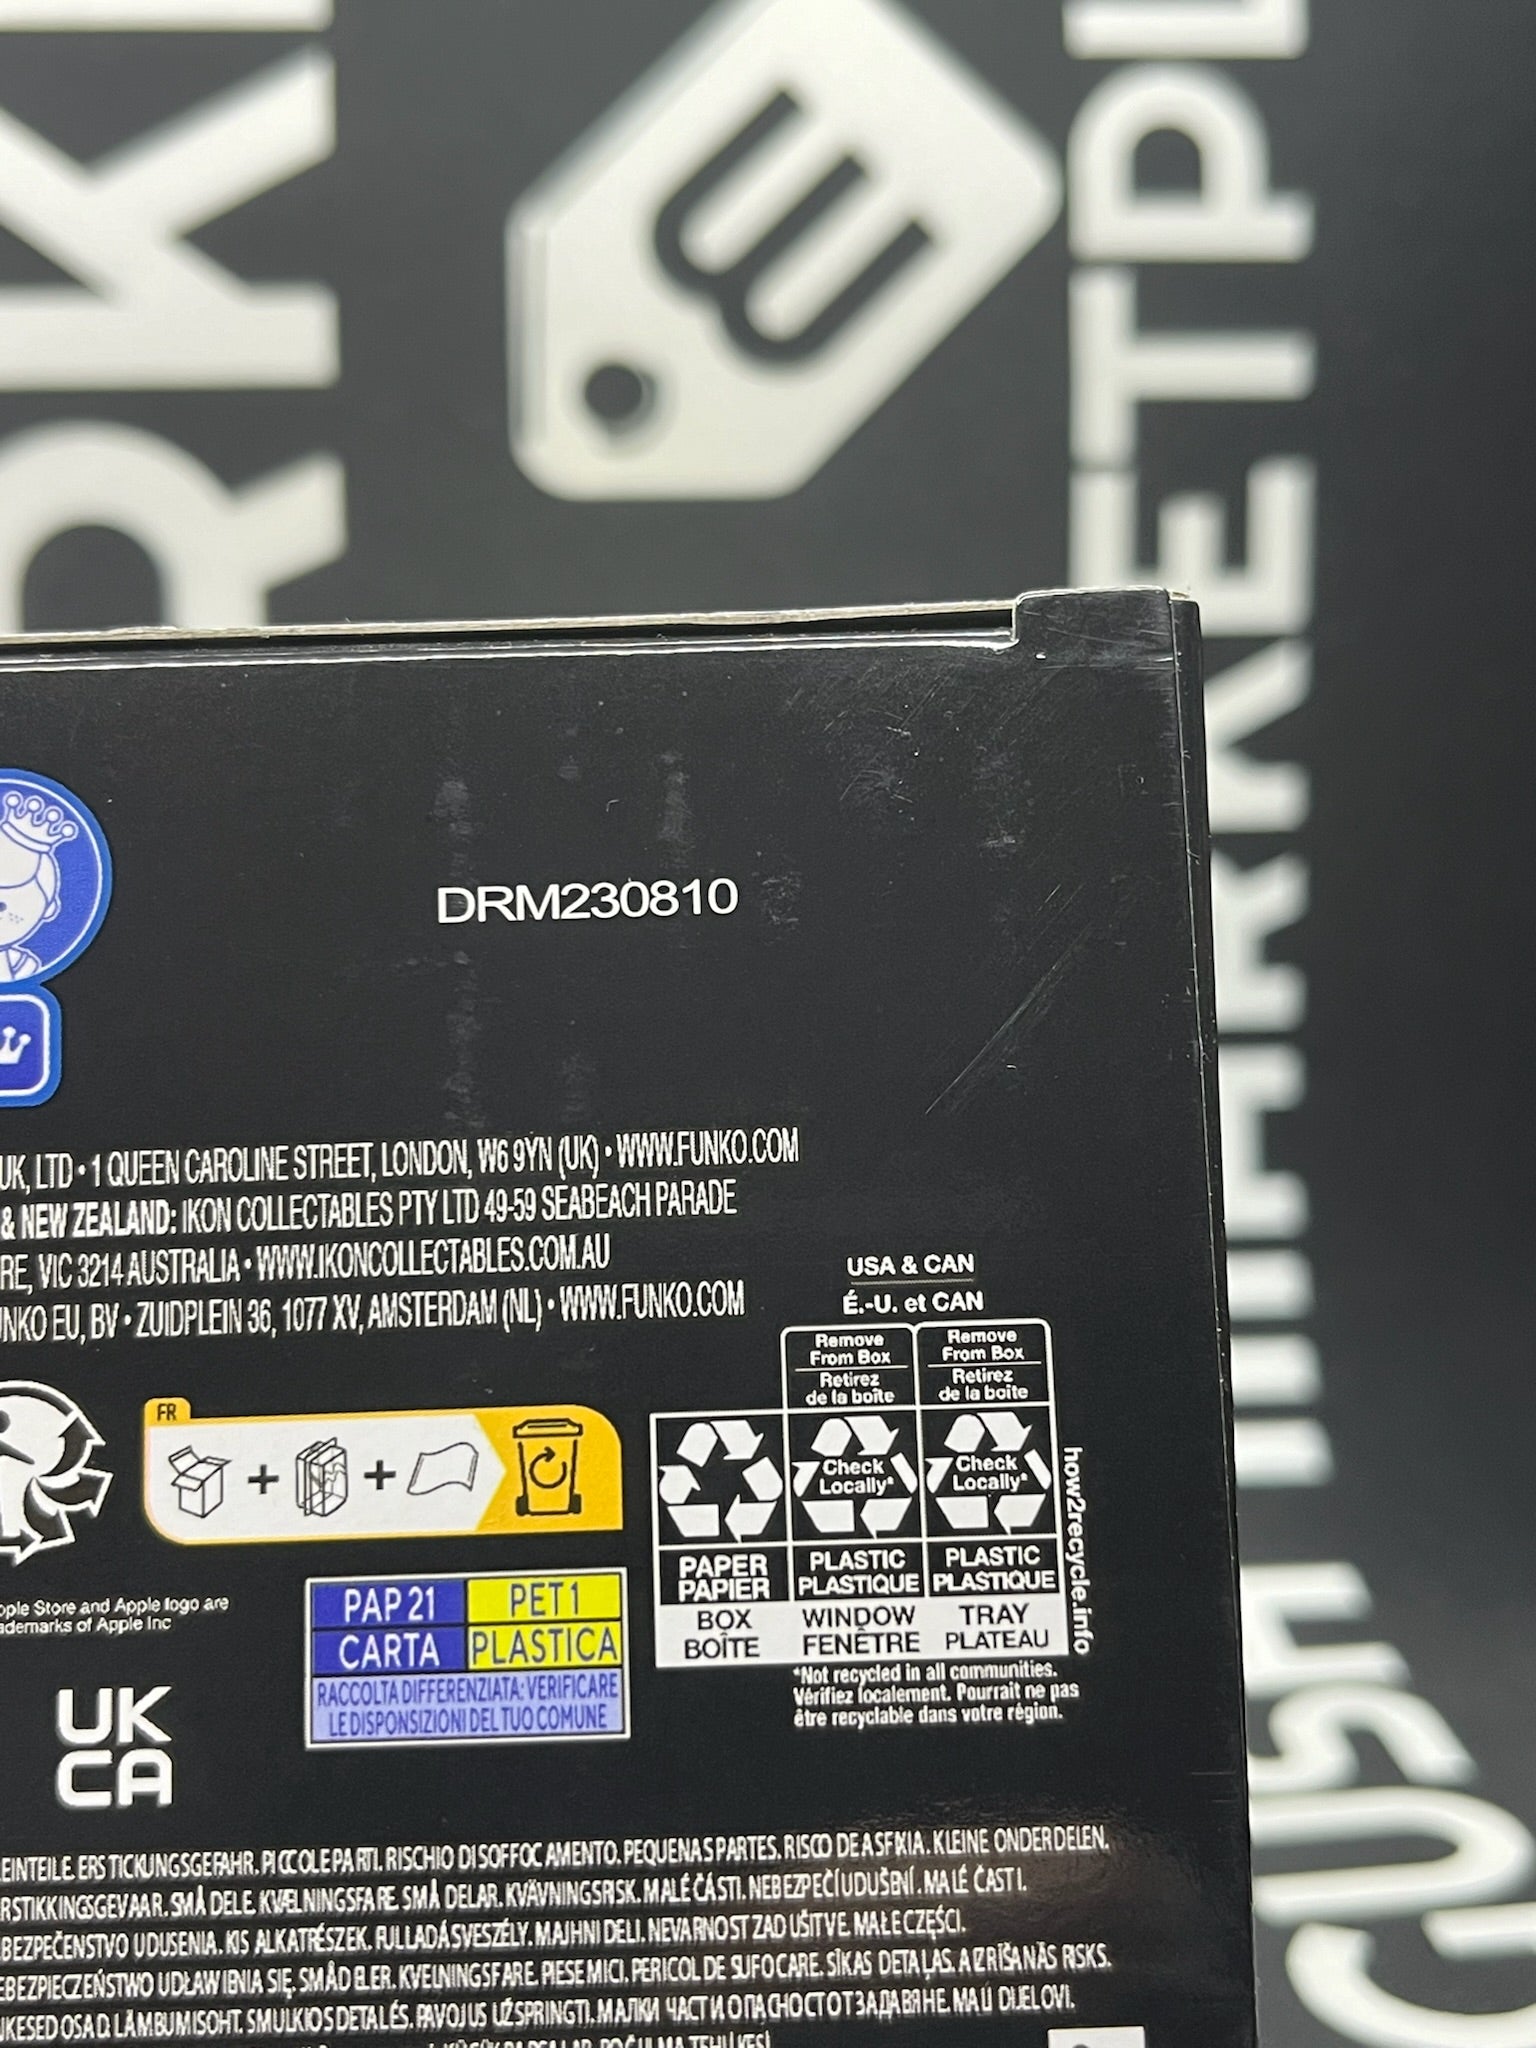 DRM230810
UK, LTD • 1 QUEEN CAROLINE STREET, LONDON, W6 9YN (UK) • WWW.FUNKO.COM
& NEW ZEALAND: IKON COLLECTABLES PTY LTD 49-59 SEABEACH PARADE
RE, VIC 3214 AUSTRALIA • WWW.IKONCOLLECTABLES.COM.AU
UNKO EU, BV • ZUIDPLEIN 36, 1077 XV, AMSTERDAM (NL) • WWW.FUNKO.COM
USA & CAN
É.-U. et CAN
Remove
From Box
Retirez
de la boîte
Remove
From Box
Retirez
de la boîte
Check
Locally*
Check
Locally*
PAPER
PAPIER
PLASTIC
PLASTIQUE
PLASTIC
PLASTIQUE
BOX
BOÎTE
WINDOW
FENÊTRE
TRAY
PLATEAU
how2recycle.info
*Not recycled in all communities.
Vérifiez localement. Pourrait ne pas
être recyclable dans votre région.
FR
PAP 21
PET 1
CARTA
PLASTICA
RACCOLTA DIFFERENZIATA: VERIFICARE
LE DISPONSIZIONI DEL TUO COMUNE
pple Store and Apple logo are
ademarks of Apple Inc
UK
CA
EINTEILE. ERSTICKUNGSGEFAHR. PICCOLE PARTI. RISCHIO DI SOFFOCAMENTO. PEQUENAS PARTES. RISCO DE ASFIXIA. KLEINE ONDERDELEN.
RSTIKKINGSGEVAAR. SMÅ DELE. KVÆLNINGSFARE. SMÅ DELAR. KVÄVNINGSRISK. MALÉ ČÁSTI. NEBEZPEČÍ UDUŠENÍ. MALÉ ČASTI.
BEZPEČENSTVO UDUSENIA. KIS ALKATRÉSZEK. FULLADÁSVESZÉLY. MAJHNI DELI. NEVARNOST ZADUŠITVE. MAŁE CZĘŚCI.
EBEZPIECZEŃSTWO UDŁAWIENIA SIĘ. SMÅDELER. KVELNINGSFARE. PIESE MICI. PERICOL DE SUFOCARE. SĪKAS DETAĻAS. AIZRĪŠANĀS RISKS.
UKESED OSAD. LÄMBUMISOHT. SMULKIOS DETALĖS. PAVOJUS UŽSPRINGTI. МАЛКИ ЧАСТИ ОПАСНОСТ ОТ ЗАДАВЯНЕ. MALI DIJELOVI.